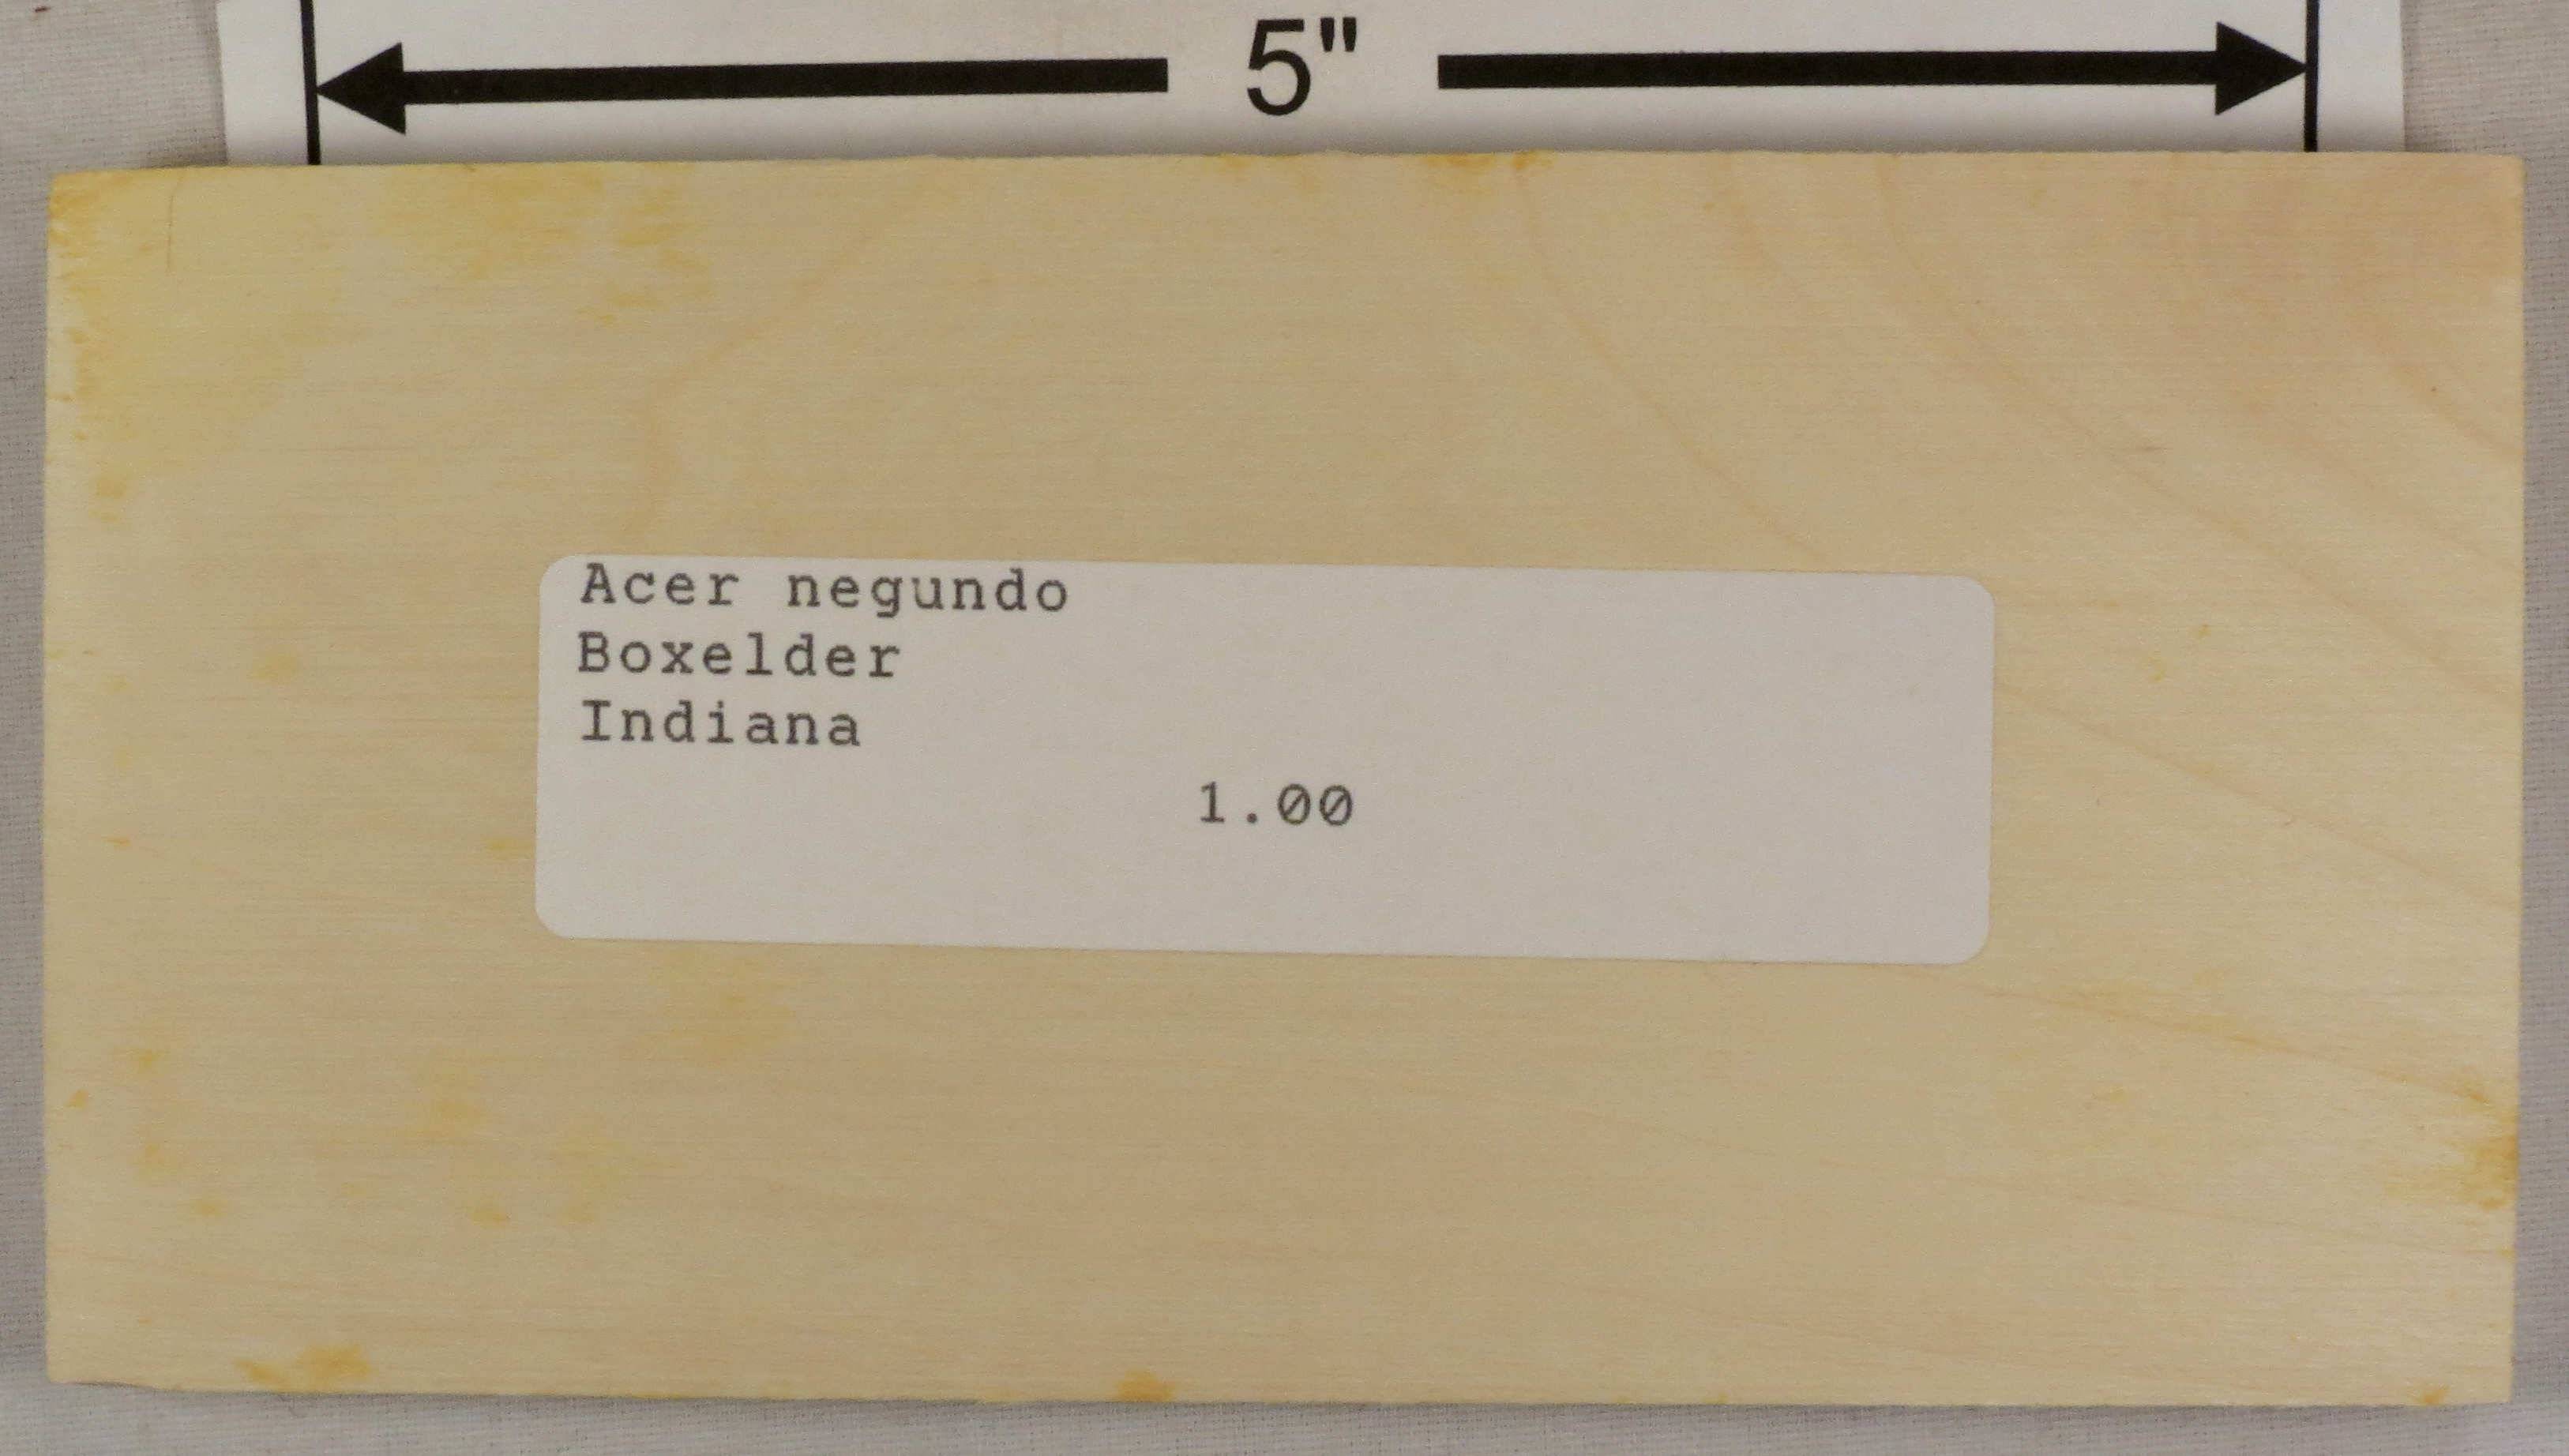 5"
Acer negundo
Boxelder
Indiana
1.00